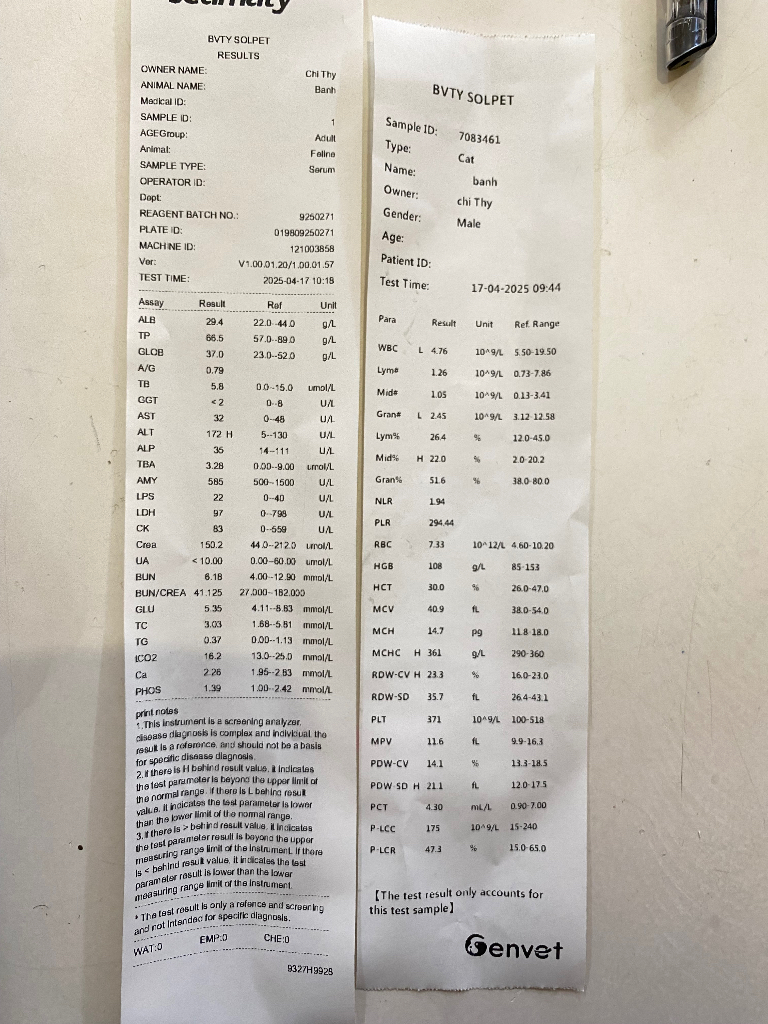 BVTY SOLPET
RESULTS
OWNER NAME: Chi Thy
ANIMAL NAME: Banh
Medical ID:
SAMPLE ID: 1
AGEGroup: Adult
Animal: Feline
SAMPLE TYPE: Serum
OPERATOR ID:
Dept:
REAGENT BATCH NO.: 9250271
PLATE ID: 019809250271
MACHINE ID: 121003858
Ver: V1.00.01.20/1.00.01.57
TEST TIME: 2025-04-17 10:18
Assay Result Ref Unit
ALB 29.4 22.0--44.0 g/L
TP 66.5 57.0--89.0 g/L
GLOB 37.0 23.0--52.0 g/L
A/G 0.79
TB 5.8 0.0--15.0 umol/L
GGT < 2 0--8 U/L
AST 32 0--48 U/L
ALT 172 H 5--130 U/L
ALP 35 14--111 U/L
TBA 3.28 0.00--9.00 umol/L
AMY 585 500--1500 U/L
LPS 22 0--40 U/L
LDH 97 0--798 U/L
CK 83 0--559 U/L
Crea 150.2 44.0--212.0 umol/L
UA < 10.00 0.00--60.00 umol/L
BUN 6.18 4.00--12.90 mmol/L
BUN/CREA 41.125 27.000--182.000
GLU 5.35 4.11--8.83 mmol/L
TC 3.03 1.68--5.81 mmol/L
TG 0.37 0.00--1.13 mmol/L
tCO2 16.2 13.0--25.0 mmol/L
Ca 2.26 1.95--2.83 mmol/L
PHOS 1.39 1.00--2.42 mmol/L
print notes
1.This instrument is a screening analyzer,
disease diagnosis is complex and individual, the
result is a reference, and should not be a basis
for specific disease diagnosis.
2.If there is H behind result value, it indicates
the test parameter is beyond the upper limit of
the normal range. If there is L behind result
value, it indicates the test parameter is lower
than the lower limit of the normal range.
3.If there is > behind result value, it indicates
the test parameter result is beyond the upper
measuring range limit of the instrument. If there
is < behind result value, it indicates the test
parameter result is lower than the lower
measuring range limit of the instrument.
* The test result is only a refence and screening
and not intended for specific diagnosis.
WAT:0 EMP:0 CHE:0
9327H9928
BVTY SOLPET
Sample ID: 7083461
Type: Cat
Name: banh
Owner: chi Thy
Gender: Male
Age:
Patient ID:
Test Time: 17-04-2025 09:44
Para Result Unit Ref. Range
WBC L 4.76 10^9/L 5.50-19.50
Lym# 1.26 10^9/L 0.73-7.86
Mid# 1.05 10^9/L 0.13-3.41
Gran# L 2.45 10^9/L 3.12-12.58
Lym% 26.4 % 12.0-45.0
Mid% H 22.0 % 2.0-20.2
Gran% 51.6 % 38.0-80.0
NLR 1.94
PLR 294.44
RBC 7.33 10^12/L 4.60-10.20
HGB 108 g/L 85-153
HCT 30.0 % 26.0-47.0
MCV 40.9 fL 38.0-54.0
MCH 14.7 pg 11.8-18.0
MCHC H 361 g/L 290-360
RDW-CV H 23.3 % 16.0-23.0
RDW-SD 35.7 fL 26.4-43.1
PLT 371 10^9/L 100-518
MPV 11.6 fL 9.9-16.3
PDW-CV 14.1 % 13.3-18.5
PDW-SD H 21.1 fL 12.0-17.5
PCT 4.30 mL/L 0.90-7.00
P-LCC 175 10^9/L 15-240
P-LCR 47.3 % 15.0-65.0
【The test result only accounts for
this test sample】
Genvet